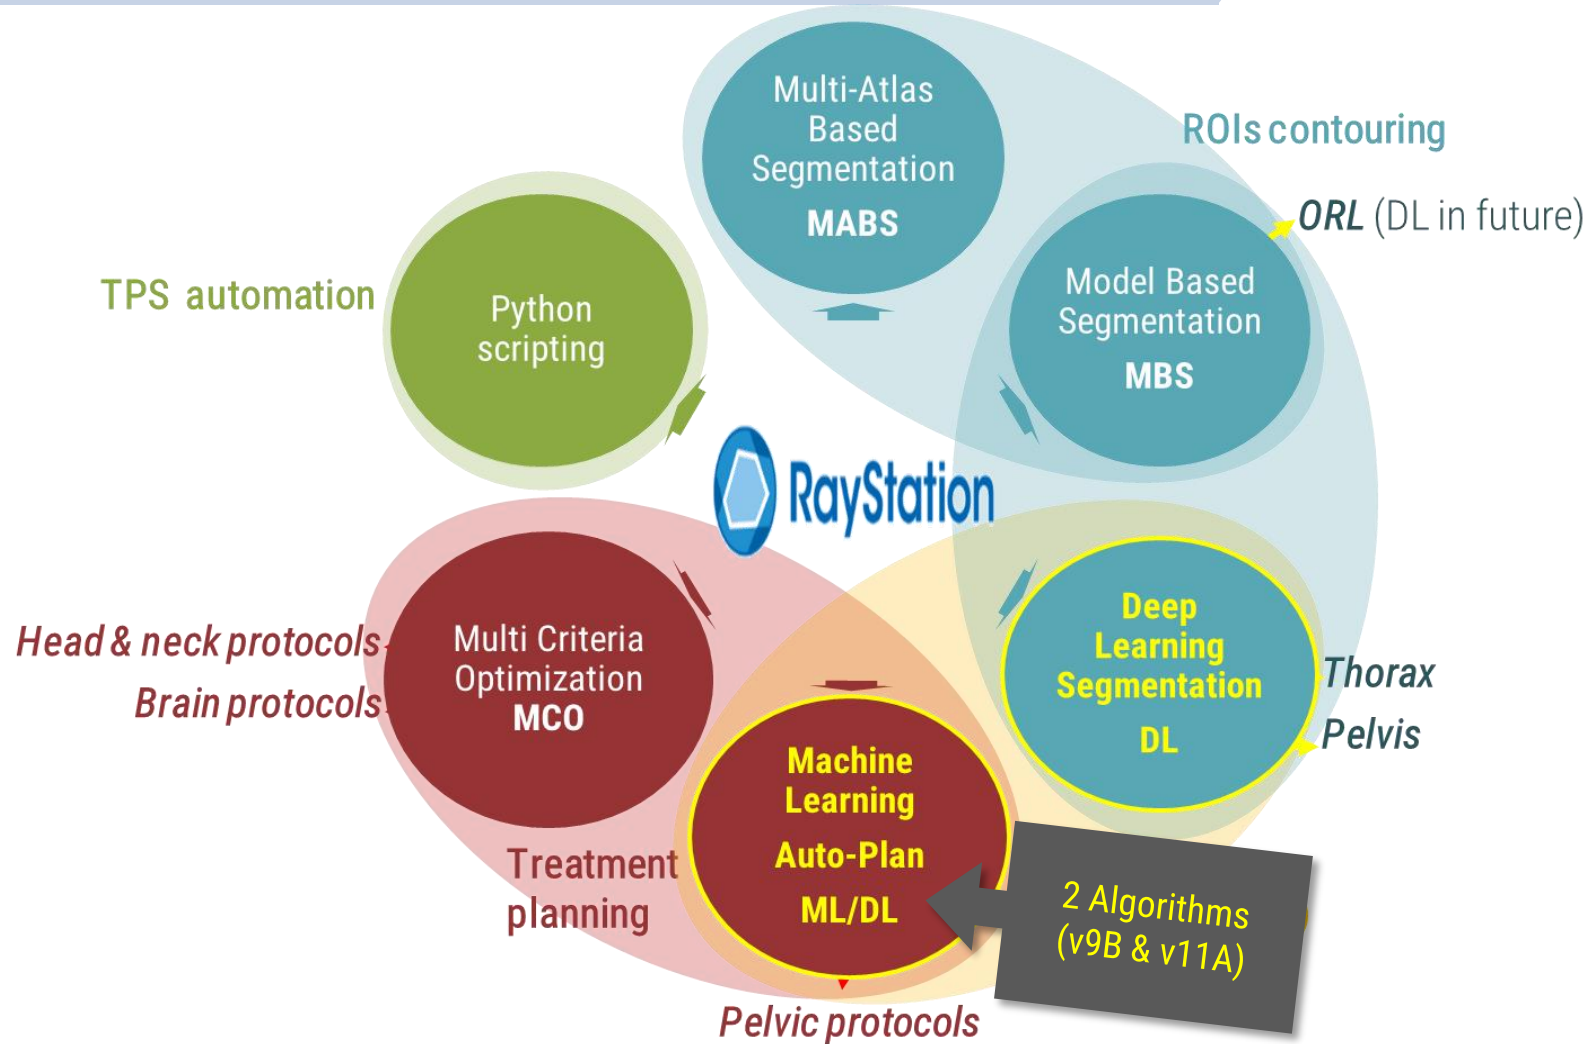 Multi-Atlas
Based
Segmentation
MABS
ROIs contouring
ORL (DL in future)
Model Based
Segmentation
MBS
TPS automation
Python
scripting
RayStation
Deep
Learning
Segmentation
DL
Thorax
Pelvis
Head & neck protocols
Brain protocols
Multi Criteria
Optimization
MCO
Machine
Learning
Auto-Plan
ML/DL
Treatment
planning
2 Algorithms
(v9B & v11A)
Pelvic protocols